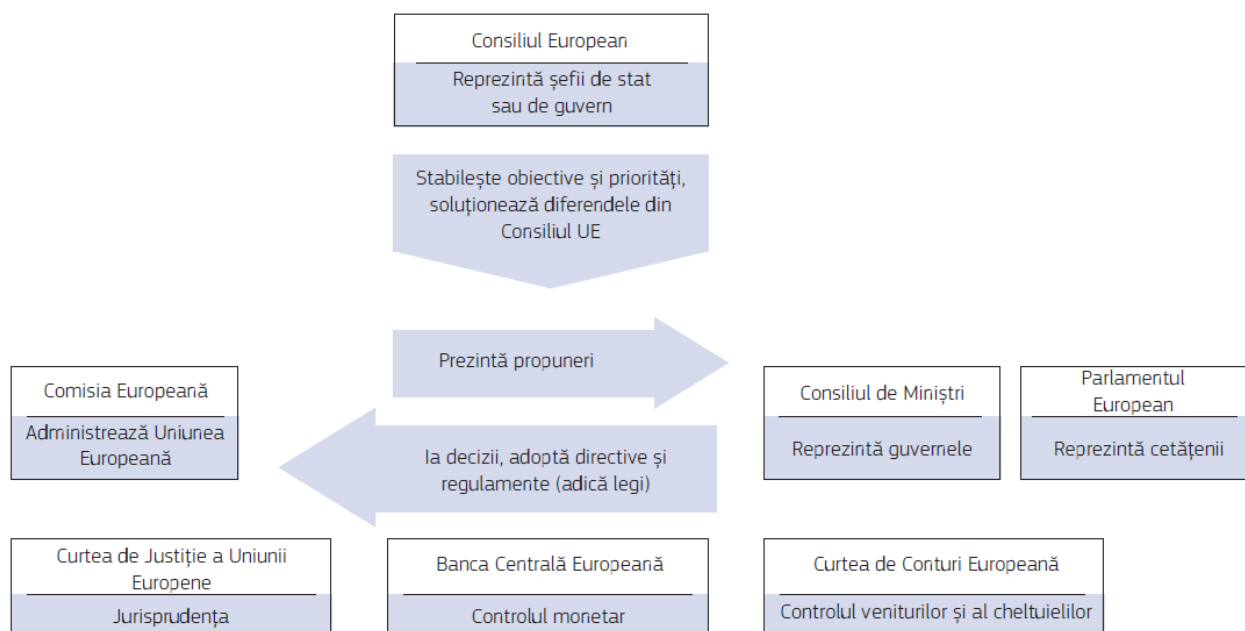 Consiliul European
Reprezintă șefii de stat
sau de guvern
Stabilește obiective și priorități,
soluționează diferendele din
Consiliul UE
Prezintă propuneri
Comisia Europeană
Administrează Uniunea
Europeană
Consiliul de Miniștri
Reprezintă guvernele
Parlamentul
European
Reprezintă cetățenii
Ia decizii, adoptă directive și
regulamente (adică legi)
Curtea de Justiție a Uniunii
Europene
Jurisprudența
Banca Centrală Europeană
Controlul monetar
Curtea de Conturi Europeană
Controlul veniturilor și al cheltuielilor